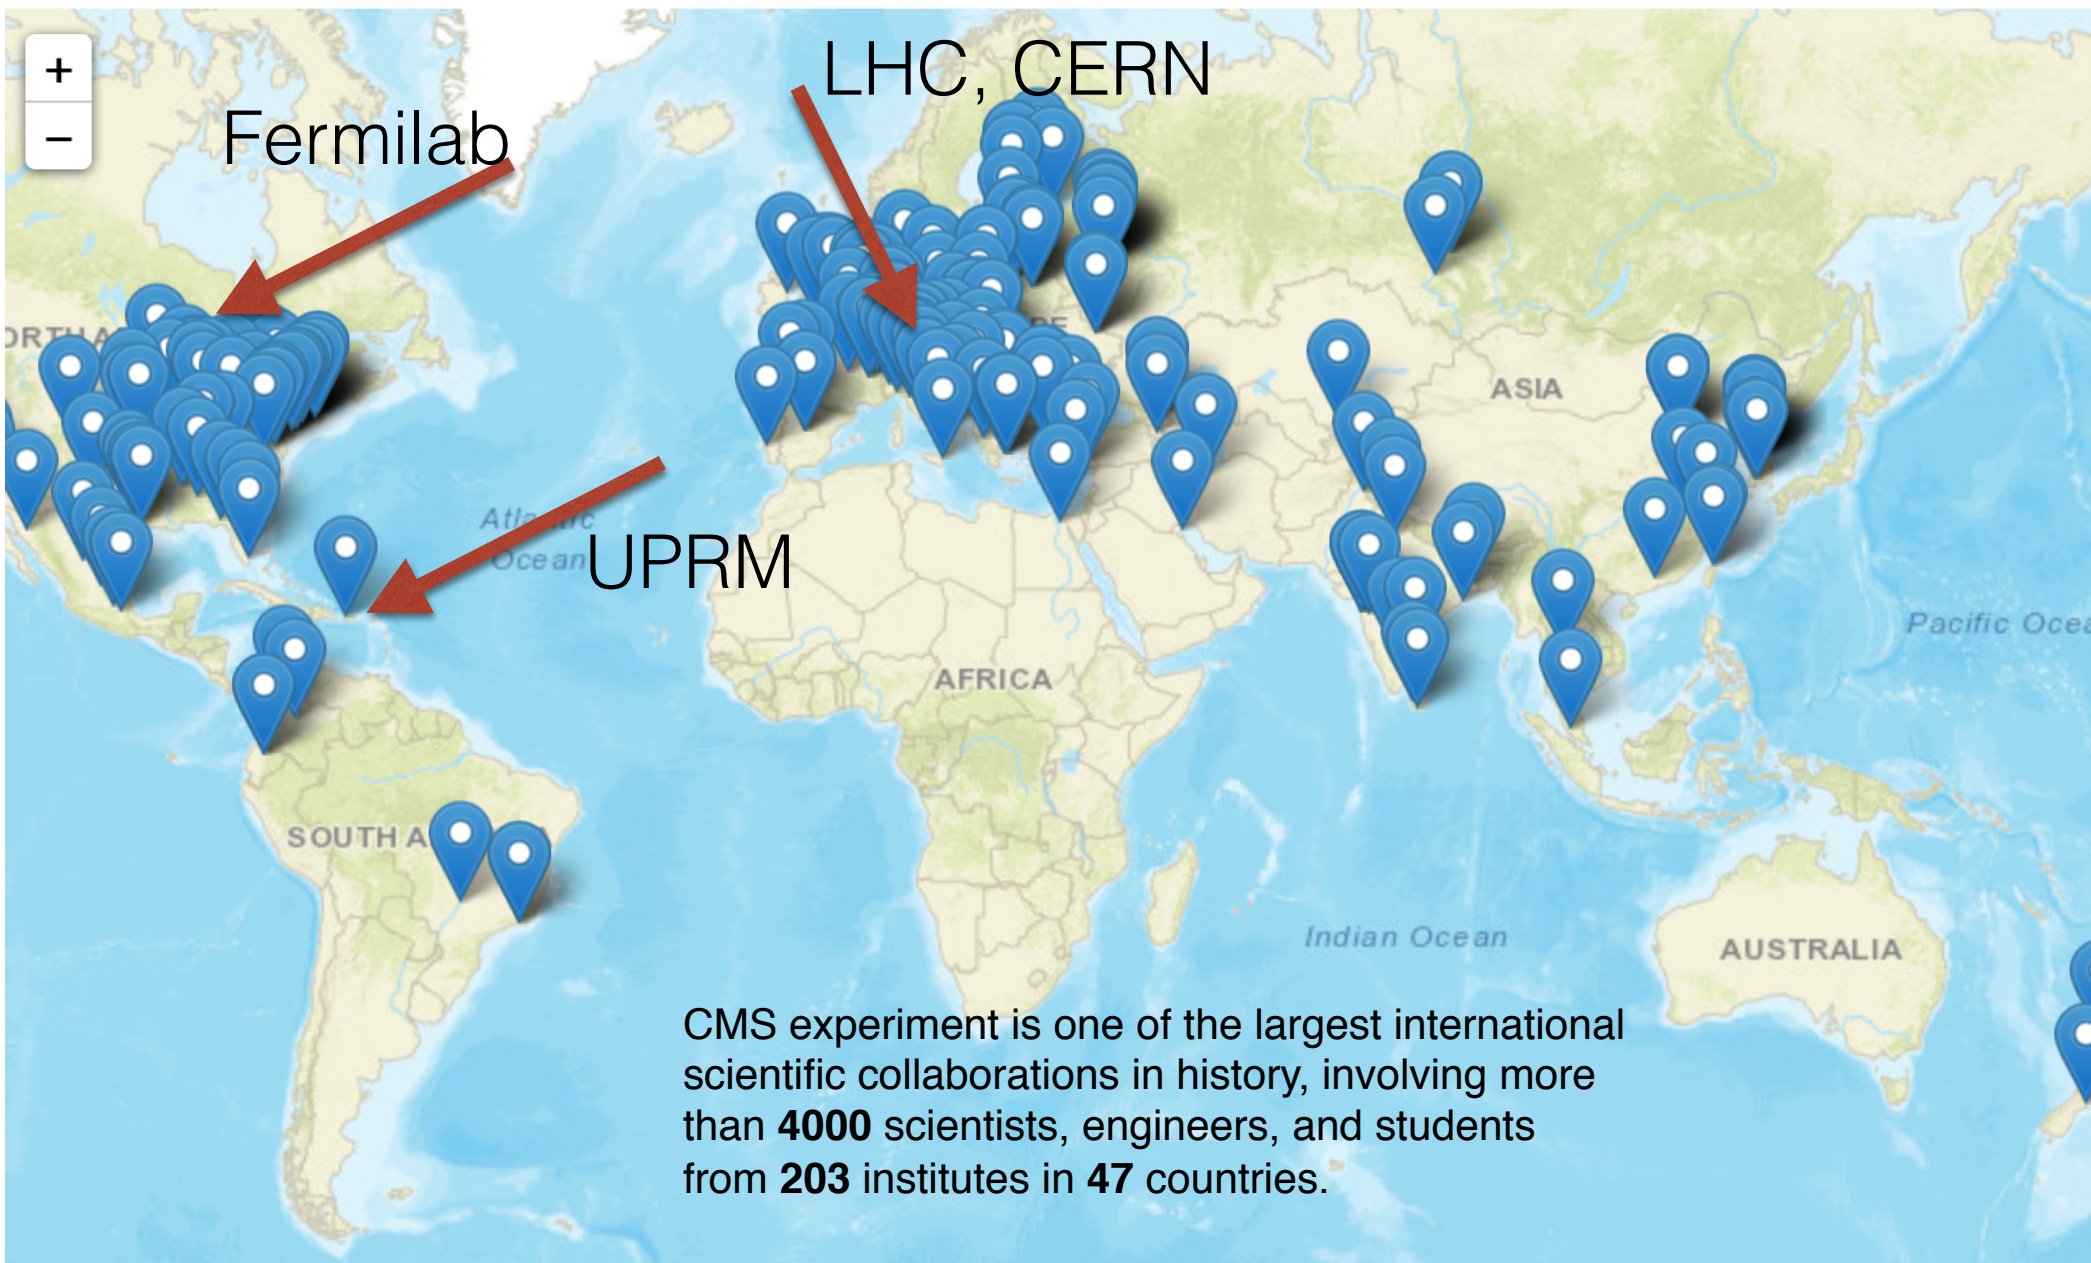 +
−
LHC, CERN
Fermilab
ASIA
Atlantic
Ocean
UPRM
Pacific Ocea
AFRICA
SOUTH A
Indian Ocean
AUSTRALIA
CMS experiment is one of the largest international
scientific collaborations in history, involving more
than 4000 scientists, engineers, and students
from 203 institutes in 47 countries.